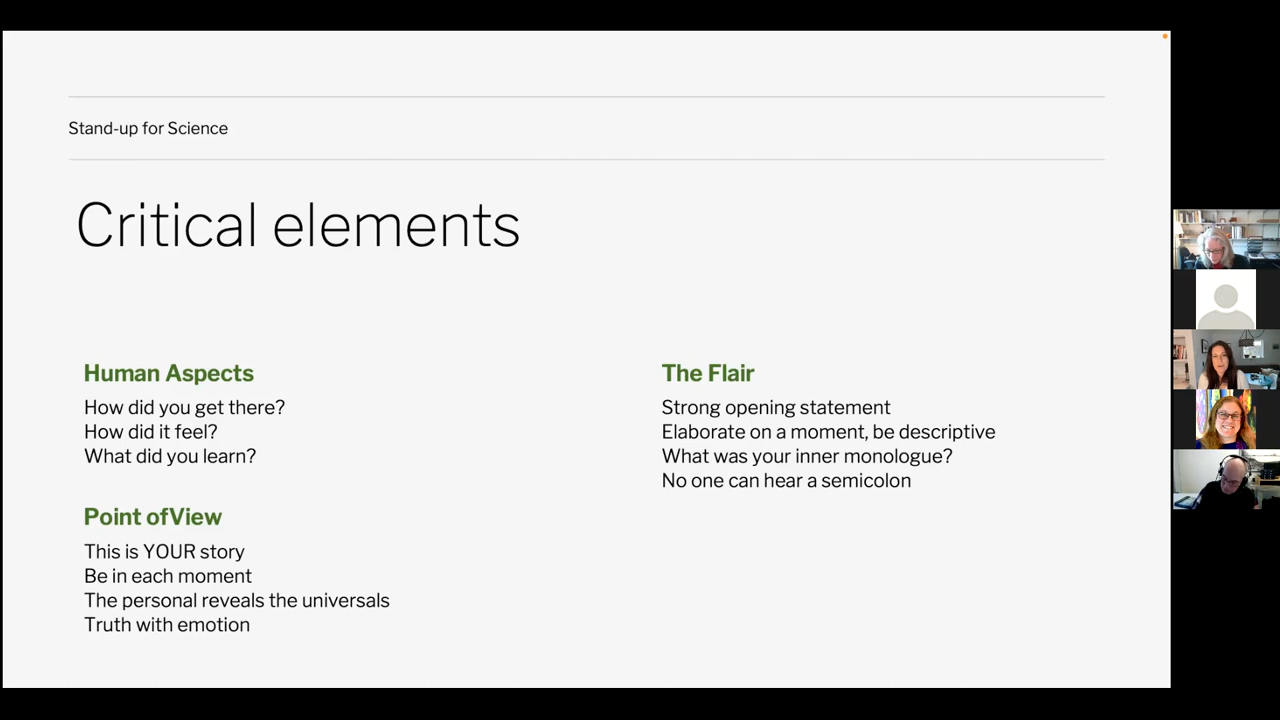 Stand-up for Science
Critical elements
Human Aspects
How did you get there?
How did it feel?
What did you learn?
Point ofView
This is YOUR story
Be in each moment
The personal reveals the universals
Truth with emotion
The Flair
Strong opening statement
Elaborate on a moment, be descriptive
What was your inner monologue?
No one can hear a semicolon